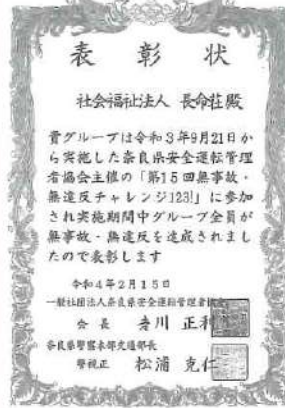 表彰状
社会福祉法人 長命荘殿
貴グループは令和3年9月21日か
ら実施した奈良県安全運転管理
者協会主催の「第15回無事故・
無違反チャレンジ123!」に参加
され実施期間中グループ全員が
無事故・無違反を達成されまし
たので表彰します
令和4年2月15日
一般社団法人奈良県安全運転管理者協会
会長 川 正利
奈良県警察本部交通部長
警視正 松浦 克仁